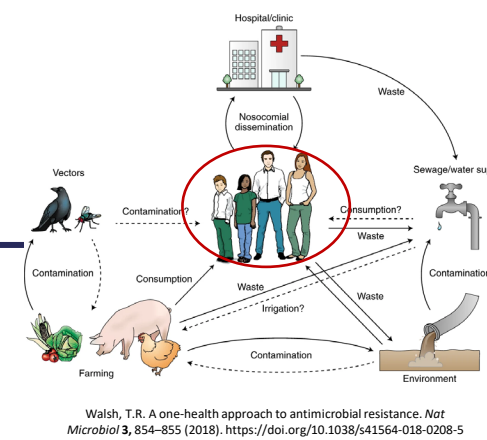 Hospital/clinic
Waste
Nosocomial
dissemination
Vectors
Sewage/water
Contamination?
Consumption?
Waste
Contamination
Consumption
Waste
Waste
Contamination
Irrigation?
Contamination
Farming
Environment
Walsh, T.R. A one-health approach to antimicrobial resistance. Nat
Microbiol 3, 854–855 (2018). https://doi.org/10.1038/s41564-018-0208-5